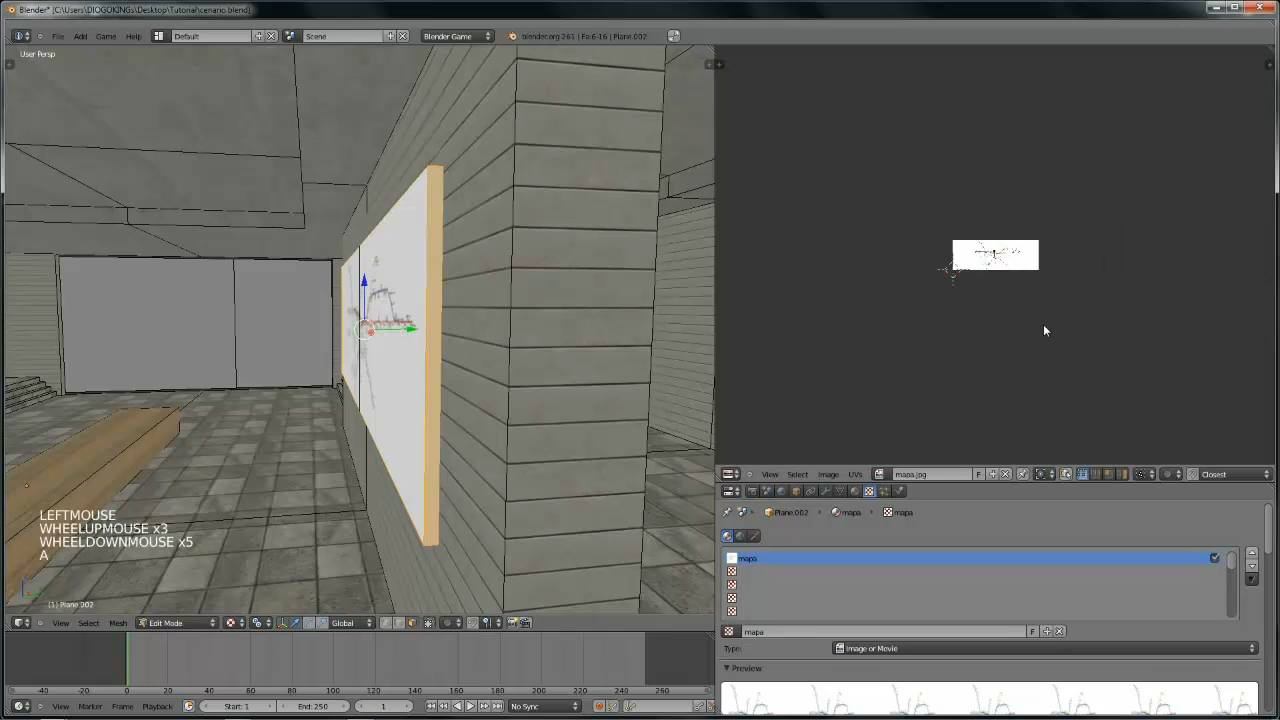 Blender* [C:\Users\DIOGOKINGs\Desktop\Tutorial\cenario.blend]
File Add Game Help Default Scene Blender Game blender.org 261 | Fa:6-16 | Plane.002
User Persp
LEFTMOUSE
WHEELUPMOUSE x3
WHEELDOWNMOUSE x5
A
(1) Plane.002
View Select Mesh Edit Mode Global
-40 -20 0 20 40 60 80 100 120 140 160 180 200 220 240 260
View Marker Frame Playback Start: 1 End: 250 1 No Sync
View Select Image UVs mapa.jpg F Closest
Plane.002 mapa mapa
mapa
mapa F
Type: Image or Movie
Preview